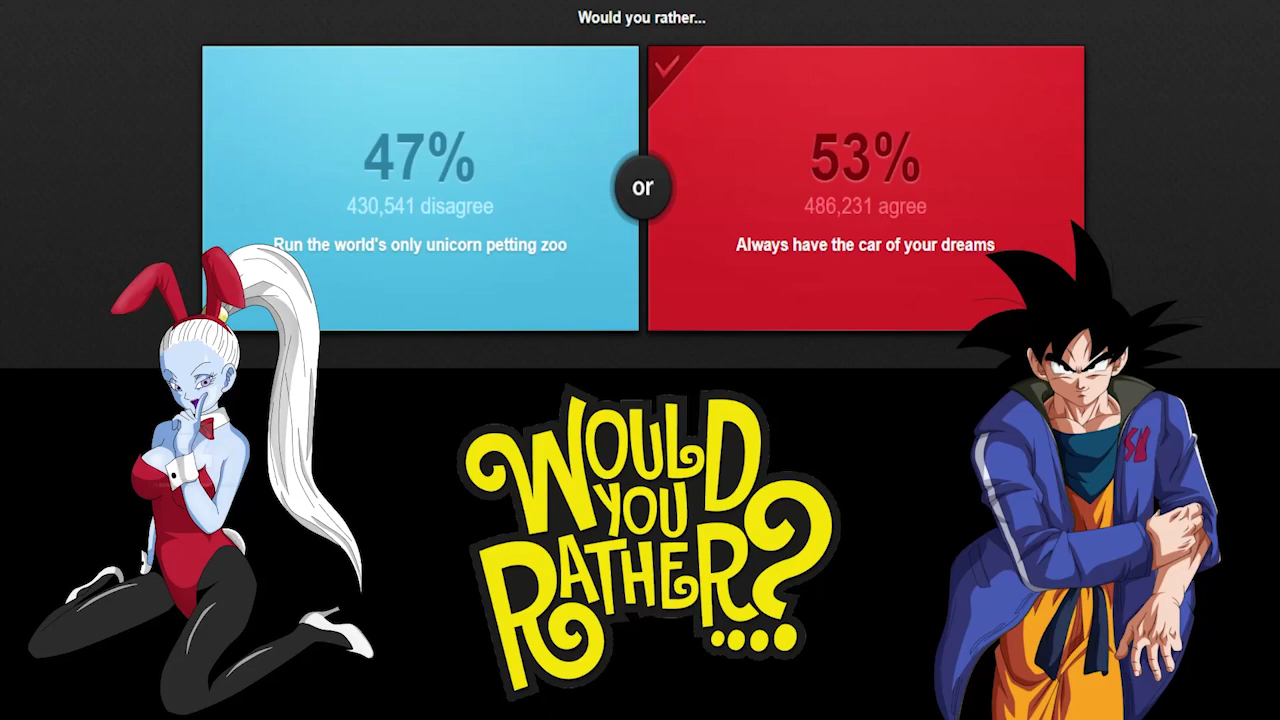 Would you rather...
47%
430,541 disagree
Run the world's only unicorn petting zoo
or
53%
486,231 agree
Always have the car of your dreams
WOULD
YOU
RATHER...?